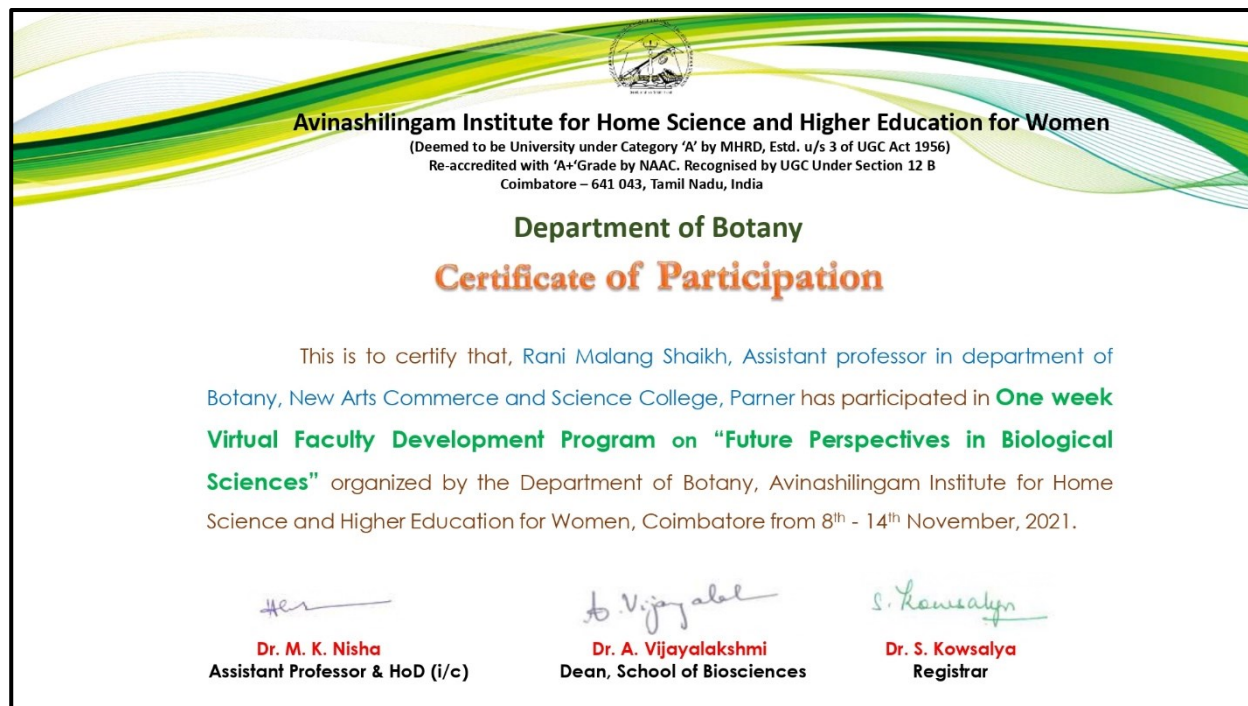 Avinashilingam Institute for Home Science and Higher Education for Women
(Deemed to be University under Category ‘A’ by MHRD, Estd. u/s 3 of UGC Act 1956)
Re-accredited with ‘A+‘Grade by NAAC. Recognised by UGC Under Section 12 B
Coimbatore – 641 043, Tamil Nadu, India
Department of Botany
Certificate of Participation
This is to certify that, Rani Malang Shaikh, Assistant professor in department of
Botany, New Arts Commerce and Science College, Parner has participated in One week
Virtual Faculty Development Program on “Future Perspectives in Biological
Sciences” organized by the Department of Botany, Avinashilingam Institute for Home
Science and Higher Education for Women, Coimbatore from 8th - 14th November, 2021.
A. Vijayalal
S. Kowsalya
Dr. M. K. Nisha
Dr. A. Vijayalakshmi
Dr. S. Kowsalya
Assistant Professor & HoD (i/c)
Dean, School of Biosciences
Registrar